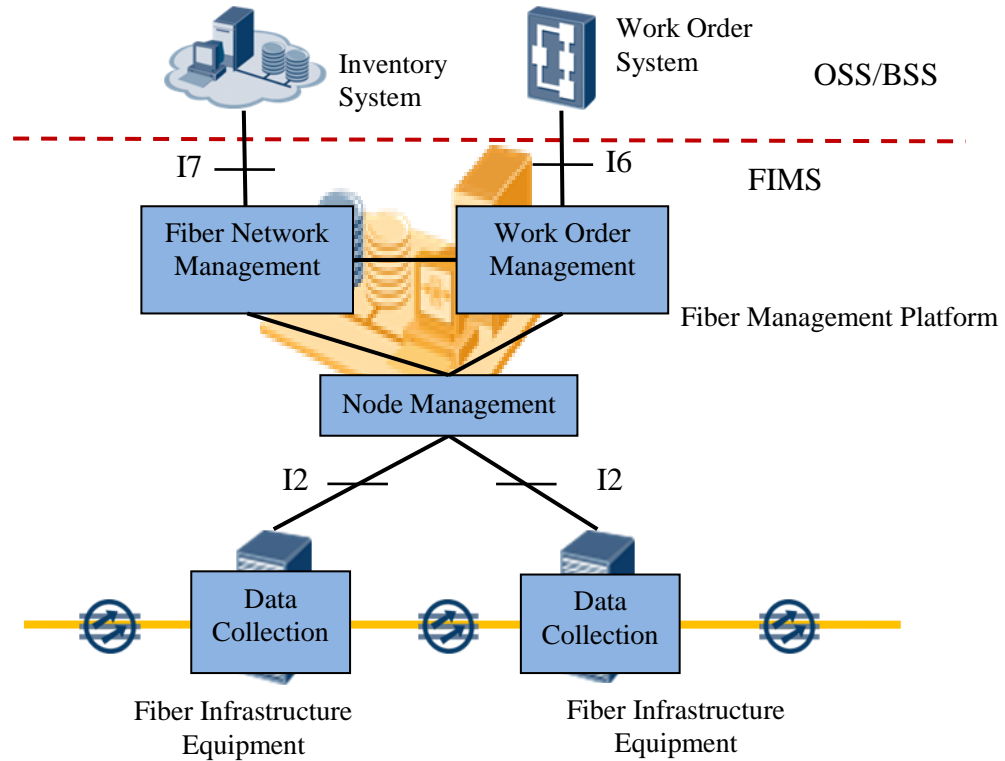 Inventory
System
Work Order
System
OSS/BSS
I7
I6
FIMS
Fiber Network
Management
Work Order
Management
Fiber Management Platform
Node Management
I2
I2
Data
Collection
Data
Collection
Fiber Infrastructure
Equipment
Fiber Infrastructure
Equipment